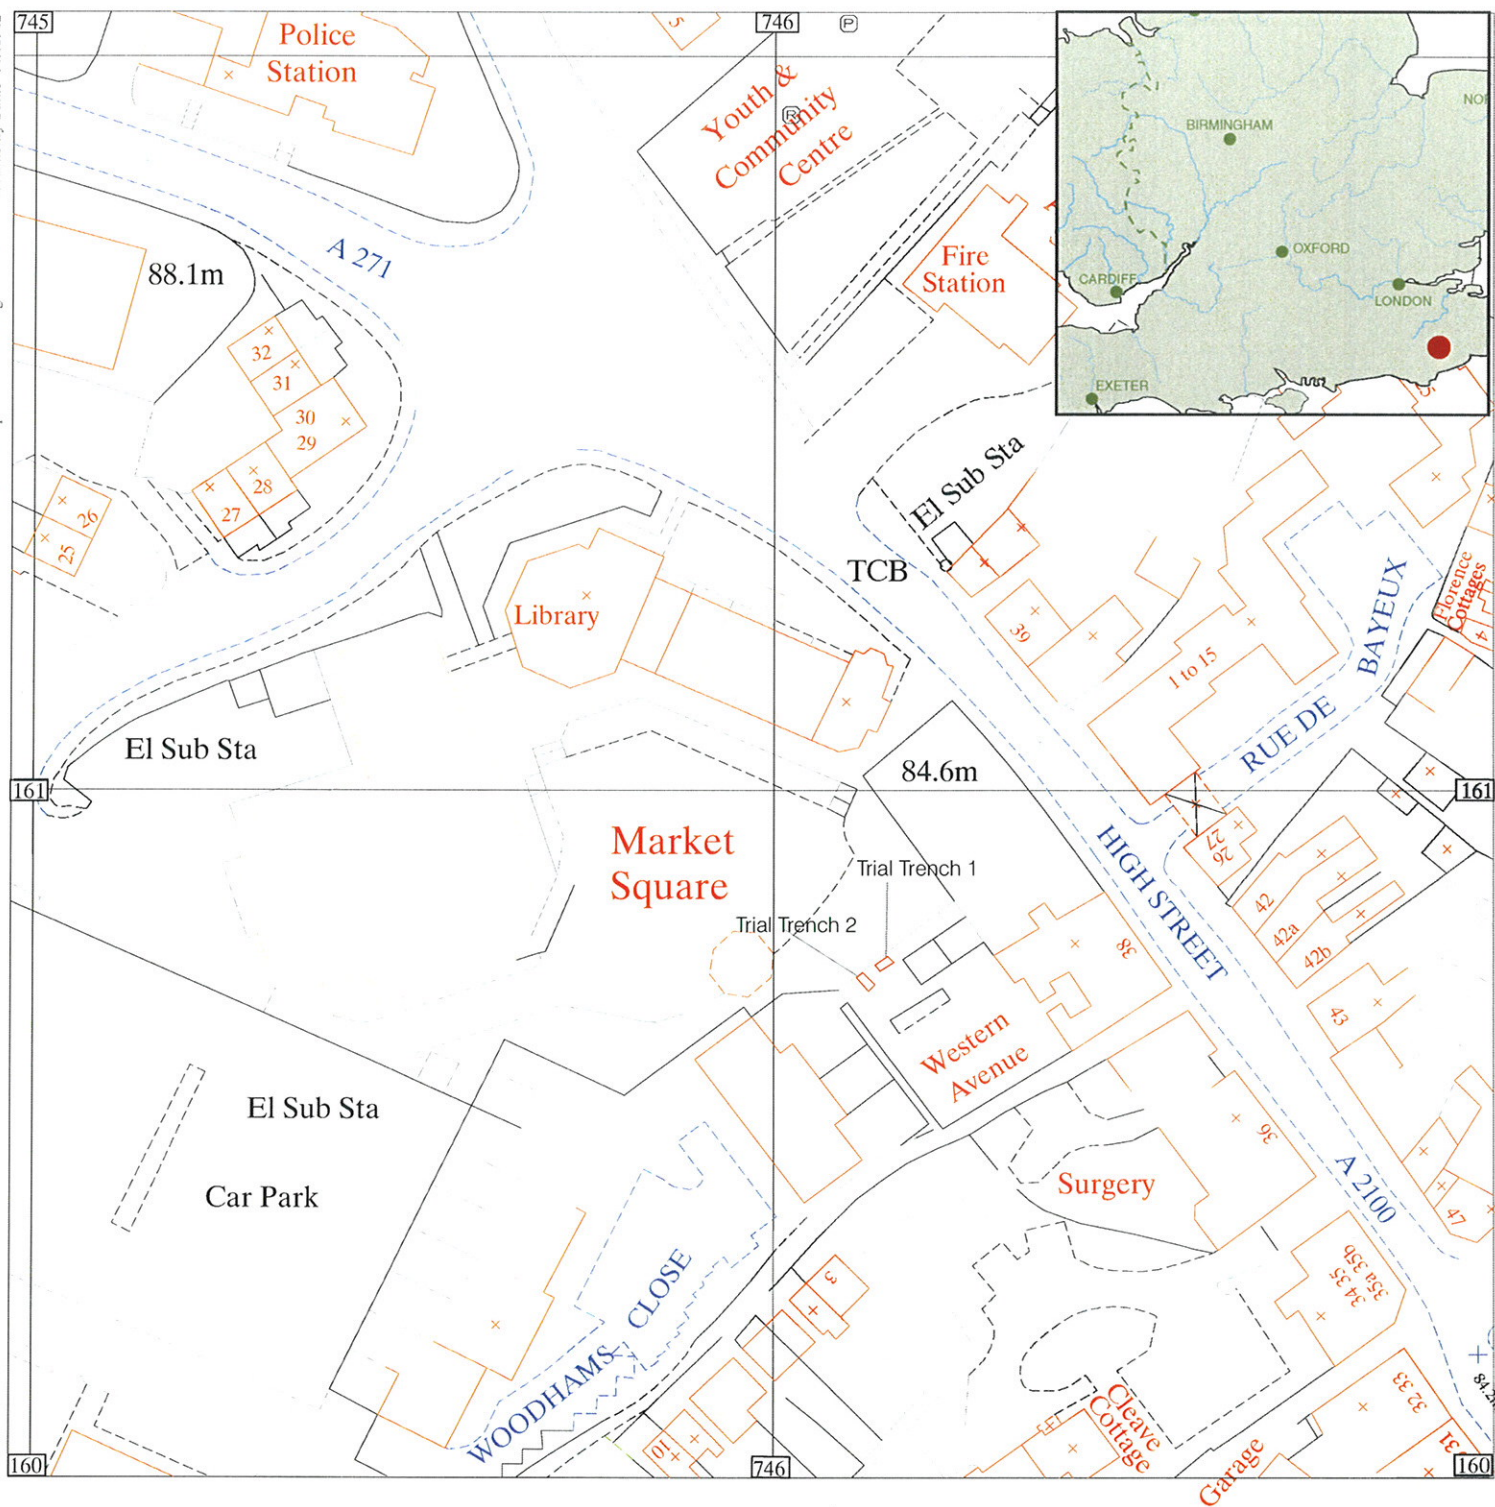 745
746
P
5
Police
Station
Youth &
Community
Centre
R
BIRMINGHAM
OXFORD
CARDIFF
LONDON
EXETER
A 271
88.1m
Fire
Station
32
31
30
29
28
27
26
25
El Sub Sta
TCB
Library
39
1 to 15
BAYEUX
RUE DE
Florence
Cottages
4
El Sub Sta
84.6m
161
161
Market
Square
HIGH STREET
27
26
42
42a
42b
Trial Trench 1
Trial Trench 2
38
43
Western
Avenue
El Sub Sta
Car Park
36
Surgery
A 2100
47
34 35
35a 35b
3
WOODHAMS CLOSE
10
Cleave
Cottage
Garage
32 33
31
160
746
160